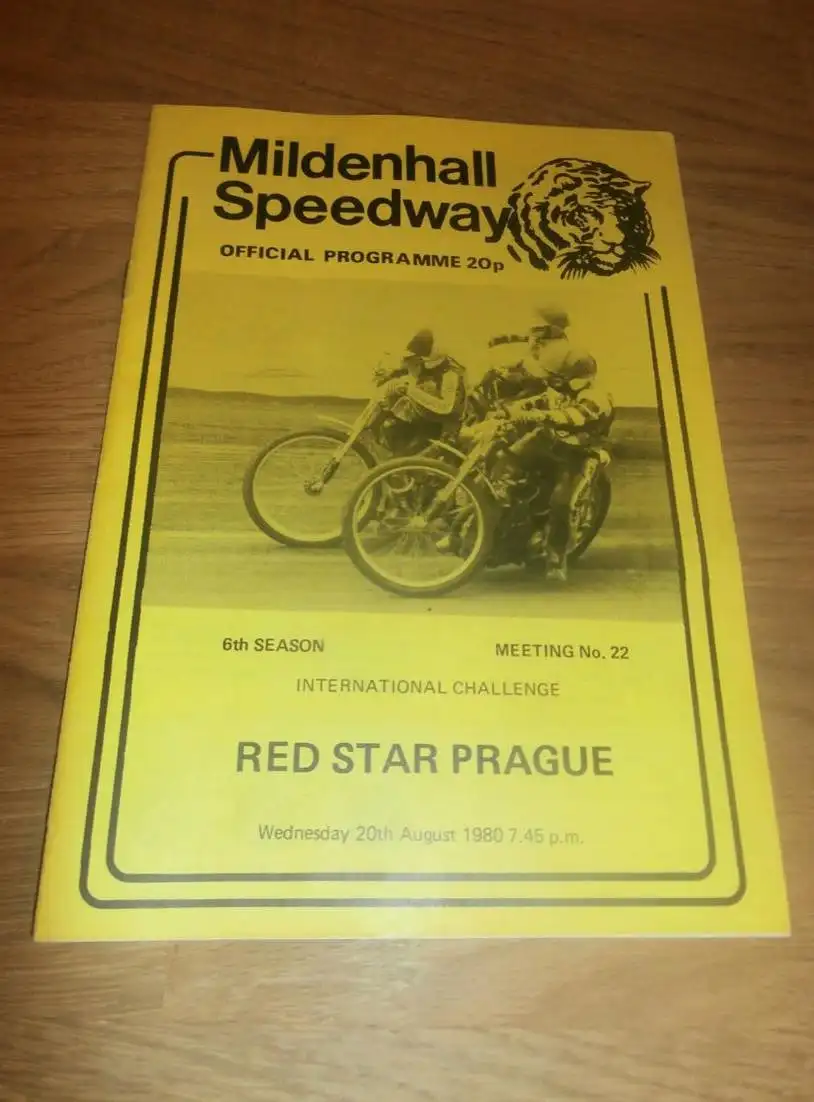 Mildenhall
Speedway
OFFICIAL PROGRAMME 20p
6th SEASON
MEETING No. 22
INTERNATIONAL CHALLENGE
RED STAR PRAGUE
Wednesday 20th August 1980 7.45 p.m.